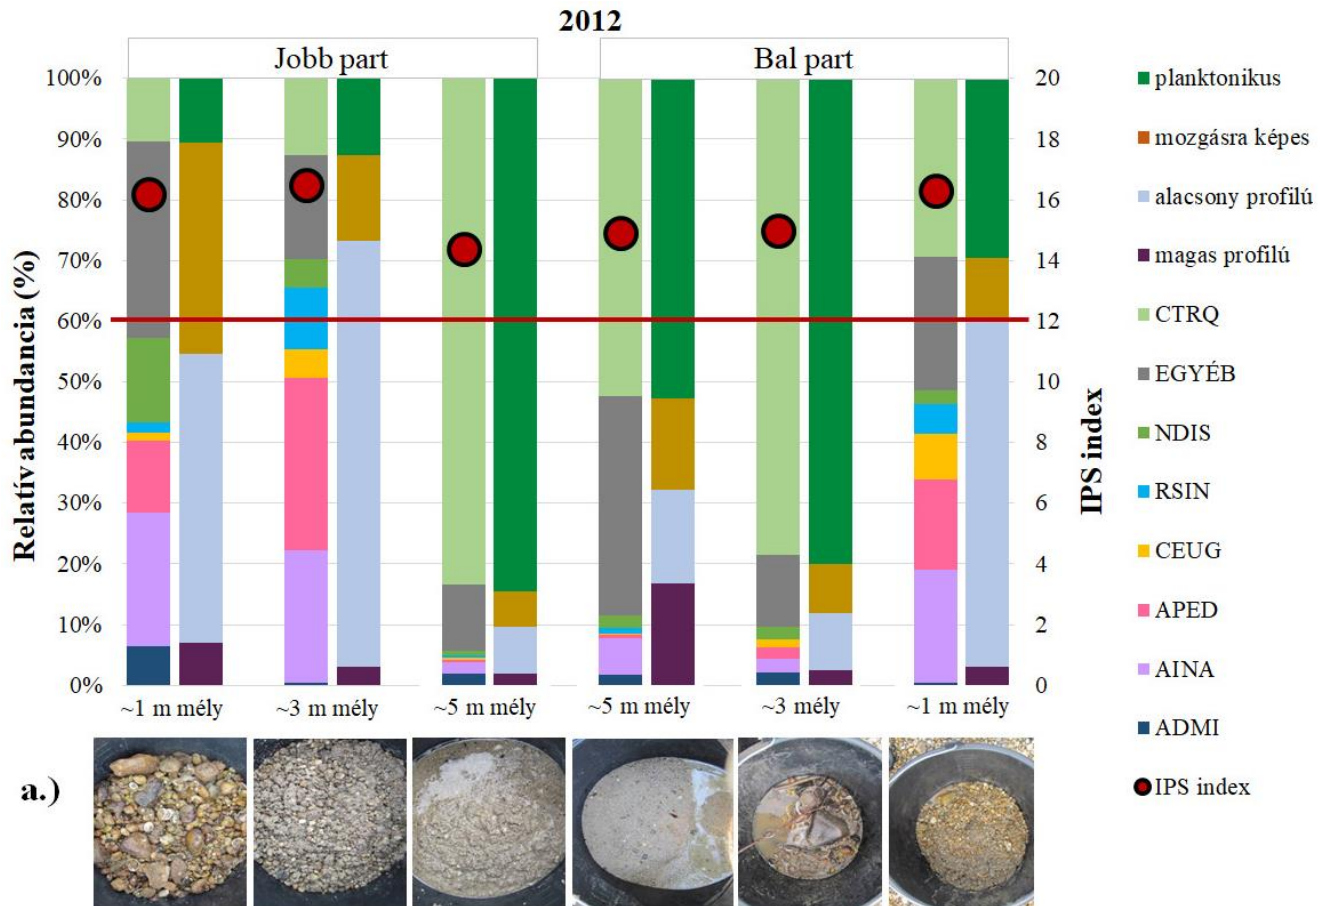 2012
Jobb part
Bal part
Relatív abundancia (%)
100%
90%
80%
70%
60%
50%
40%
30%
20%
10%
0%
20
18
16
14
12
10
8
6
4
2
0
IPS index
~1 m mély
~3 m mély
~5 m mély
~5 m mély
~3 mély
~1 m mély
planktonikus
mozgásra képes
alacsony profilú
magas profilú
CTRQ
EGYÉB
NDIS
RSIN
CEUG
APED
AINA
ADMI
IPS index
a.)